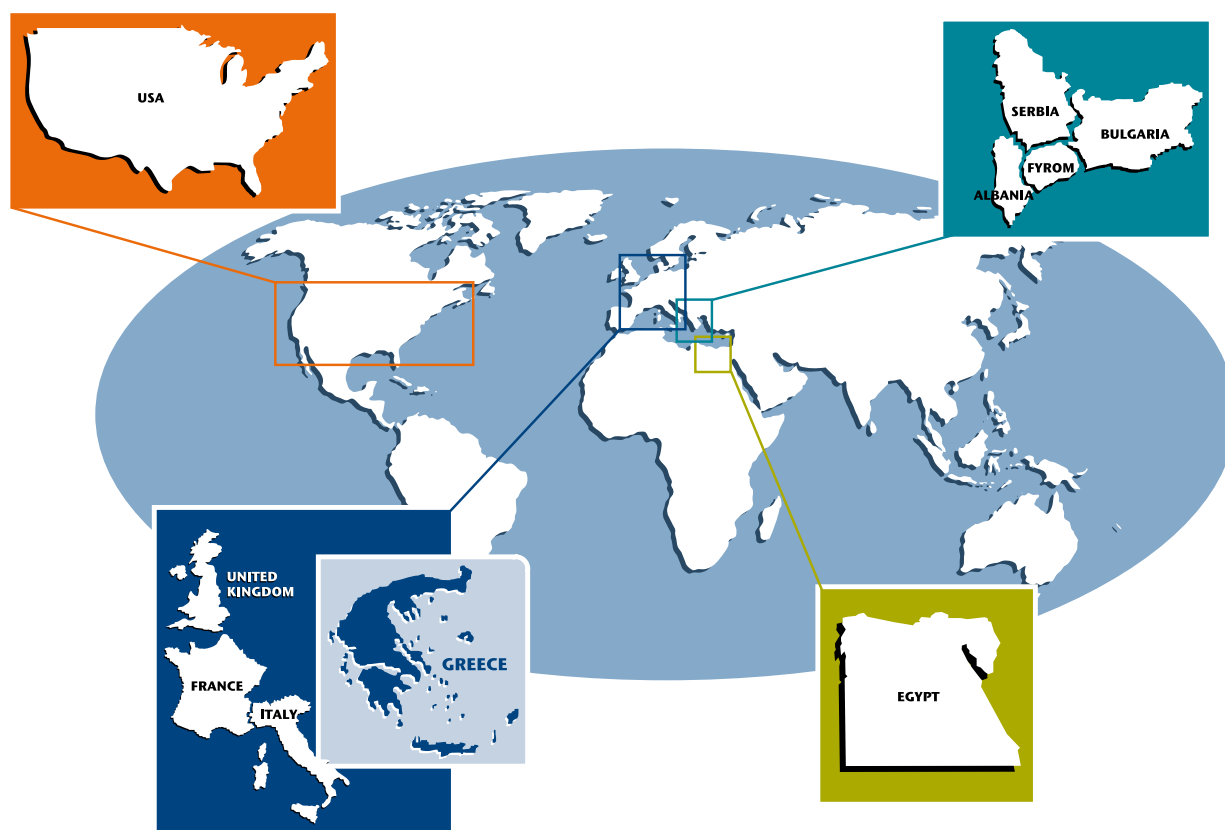 USA
SERBIA
BULGARIA
FYROM
ALBANIA
UNITED
KINGDOM
FRANCE
ITALY
GREECE
EGYPT